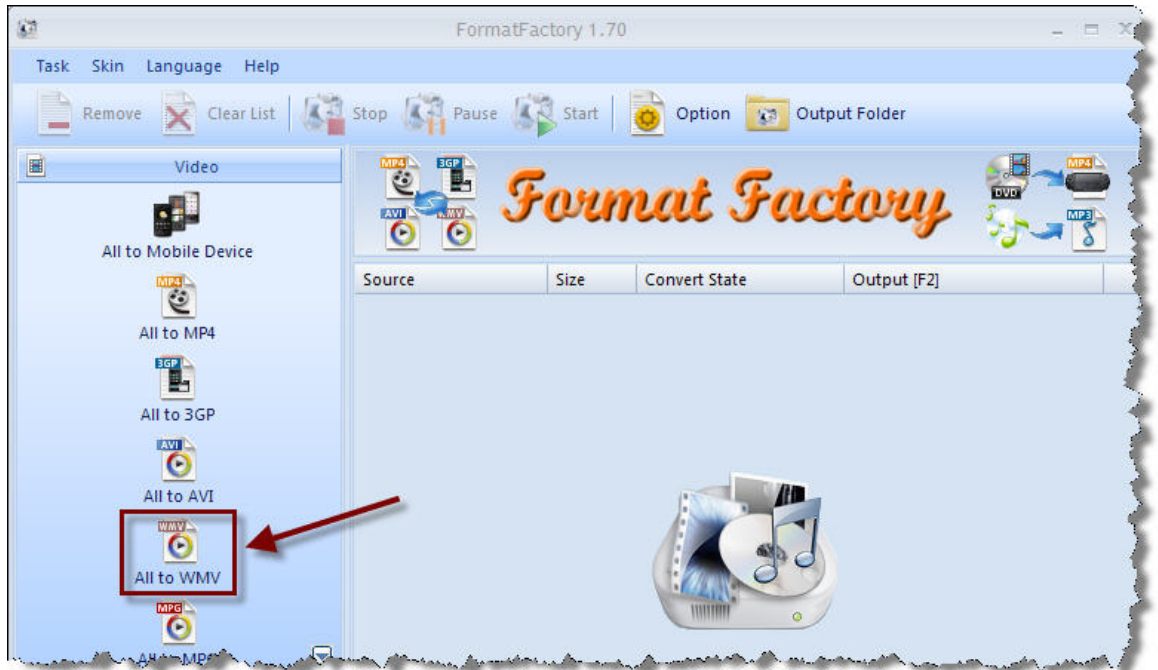 FormatFactory 1.70
Task Skin Language Help
Remove Clear List Stop Pause Start Option Output Folder
Video
All to Mobile Device
MP4
All to MP4
3GP
All to 3GP
AVI
All to AVI
WMV
All to WMV
MPG
MP4 3GP
AVI WMV
Format Factory
DVD MP4
MP3
Source Size Convert State Output [F2]